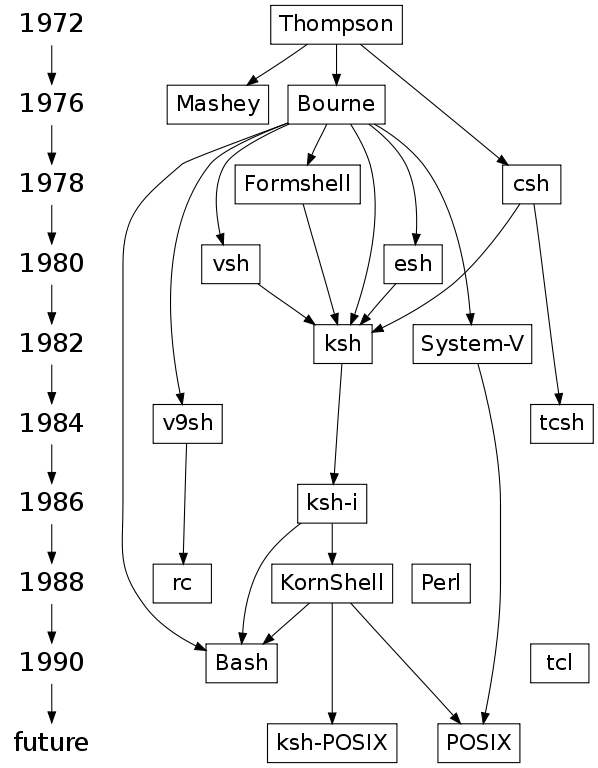 1972 Thompson
1976 Mashey Bourne
1978 Formshell csh
1980 vsh esh
1982 ksh System-V
1984 v9sh tcsh
1986 ksh-i
1988 rc KornShell Perl
1990 Bash tcl
future ksh-POSIX POSIX